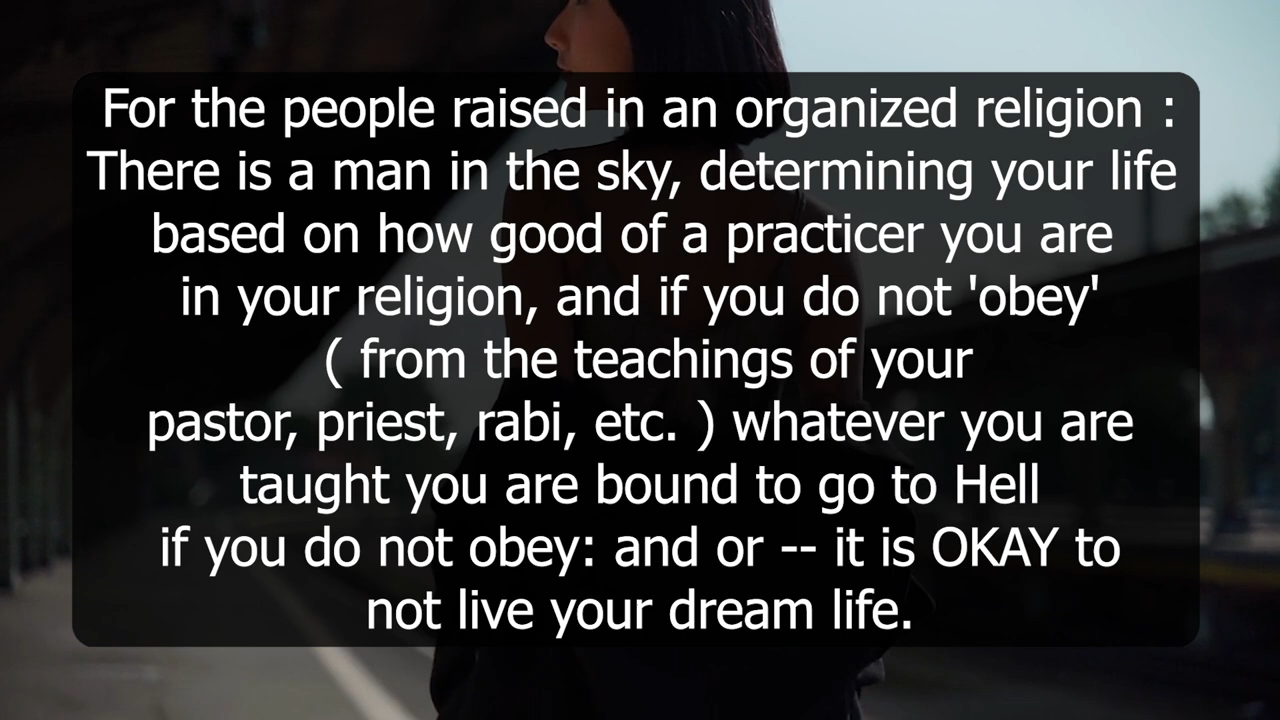 For the people raised in an organized religion :
There is a man in the sky, determining your life
based on how good of a practicer you are
in your religion, and if you do not 'obey'
( from the teachings of your
pastor, priest, rabi, etc. ) whatever you are
taught you are bound to go to Hell
if you do not obey: and or -- it is OKAY to
not live your dream life.